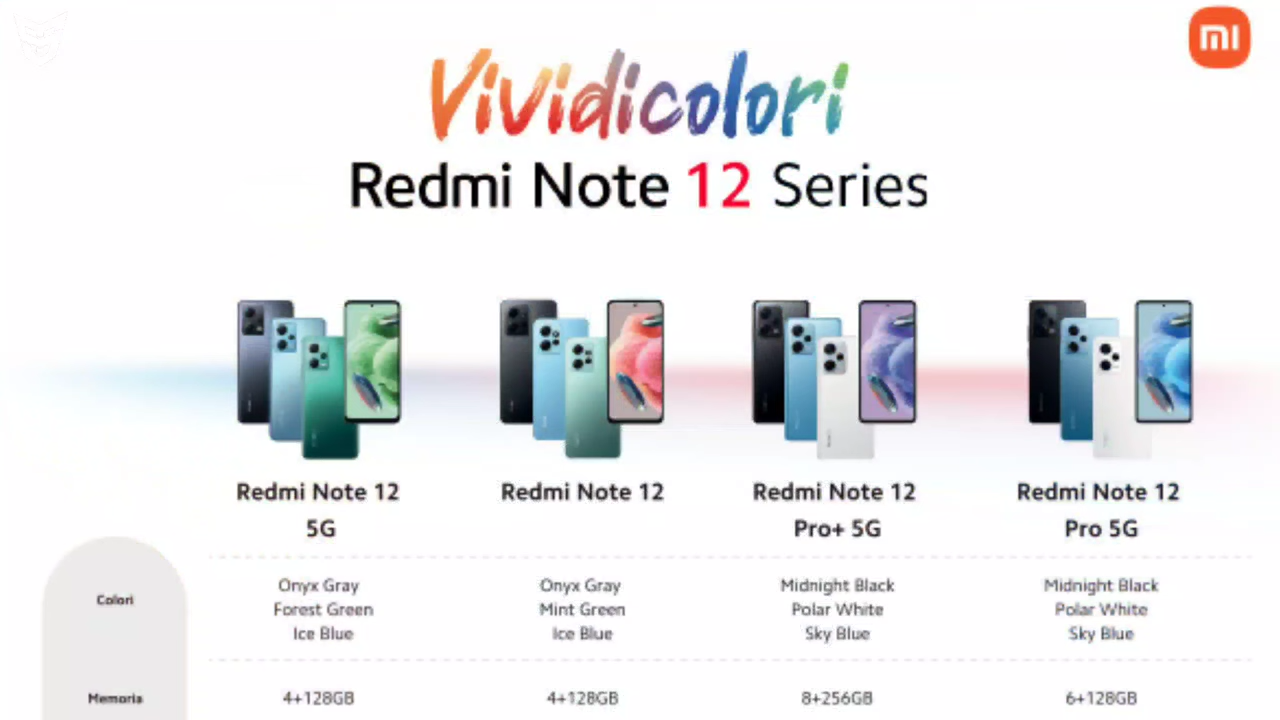 mi
Vividicolori
Redmi Note 12 Series
Redmi Note 12 5G
Redmi Note 12
Redmi Note 12 Pro+ 5G
Redmi Note 12 Pro 5G
Colori
Onyx Gray
Forest Green
Ice Blue
Onyx Gray
Mint Green
Ice Blue
Midnight Black
Polar White
Sky Blue
Midnight Black
Polar White
Sky Blue
Memoria
4+128GB
4+128GB
8+256GB
6+128GB